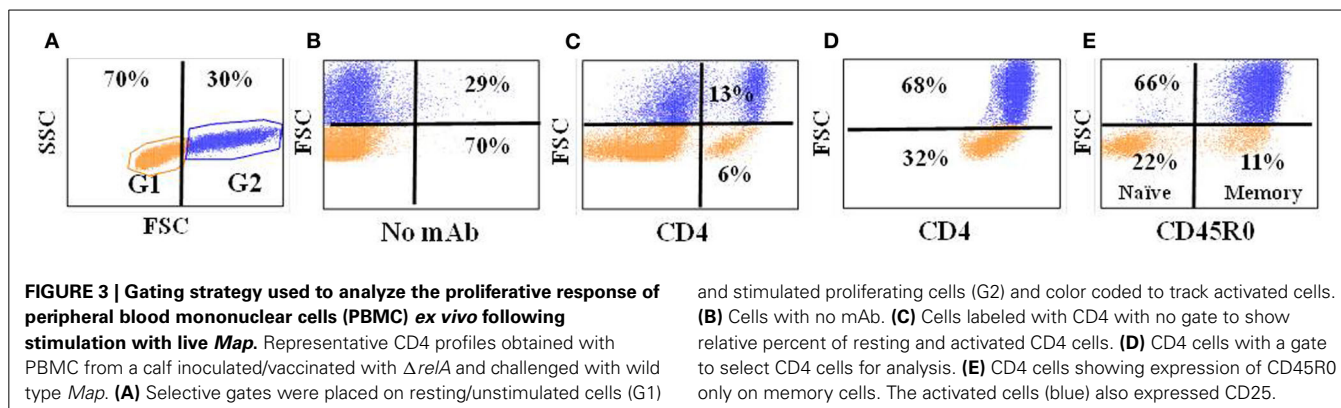 A
B
C
D
E
70%
30%
SSC
G1
G2
FSC
29%
70%
FSC
No mAb
13%
6%
FSC
CD4
68%
32%
FSC
CD4
66%
22%
11%
Naïve
Memory
FSC
CD45R0
FIGURE 3 | Gating strategy used to analyze the proliferative response of
peripheral blood mononuclear cells (PBMC) ex vivo following
stimulation with live Map. Representative CD4 profiles obtained with
PBMC from a calf inoculated/vaccinated with ΔrelA and challenged with wild
type Map. (A) Selective gates were placed on resting/unstimulated cells (G1)
and stimulated proliferating cells (G2) and color coded to track activated cells.
(B) Cells with no mAb. (C) Cells labeled with CD4 with no gate to show
relative percent of resting and activated CD4 cells. (D) CD4 cells with a gate
to select CD4 cells for analysis. (E) CD4 cells showing expression of CD45R0
only on memory cells. The activated cells (blue) also expressed CD25.